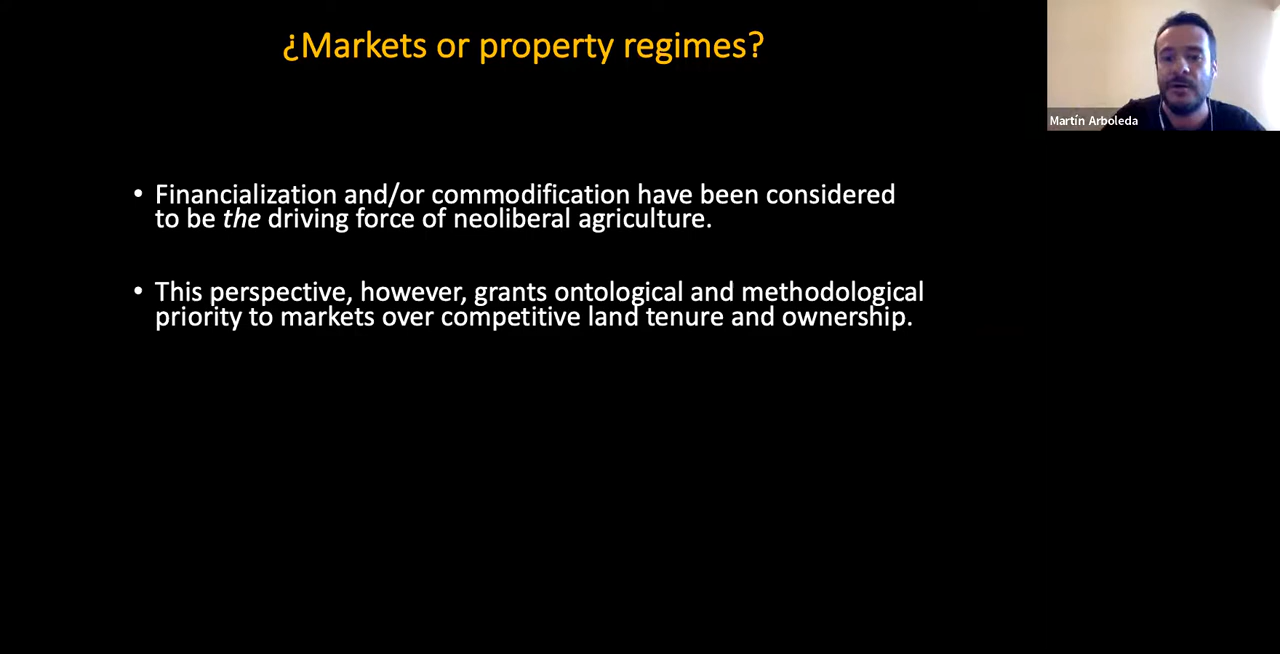 ¿Markets or property regimes?
Martín Arboleda
• Financialization and/or commodification have been considered
to be the driving force of neoliberal agriculture.
• This perspective, however, grants ontological and methodological
priority to markets over competitive land tenure and ownership.